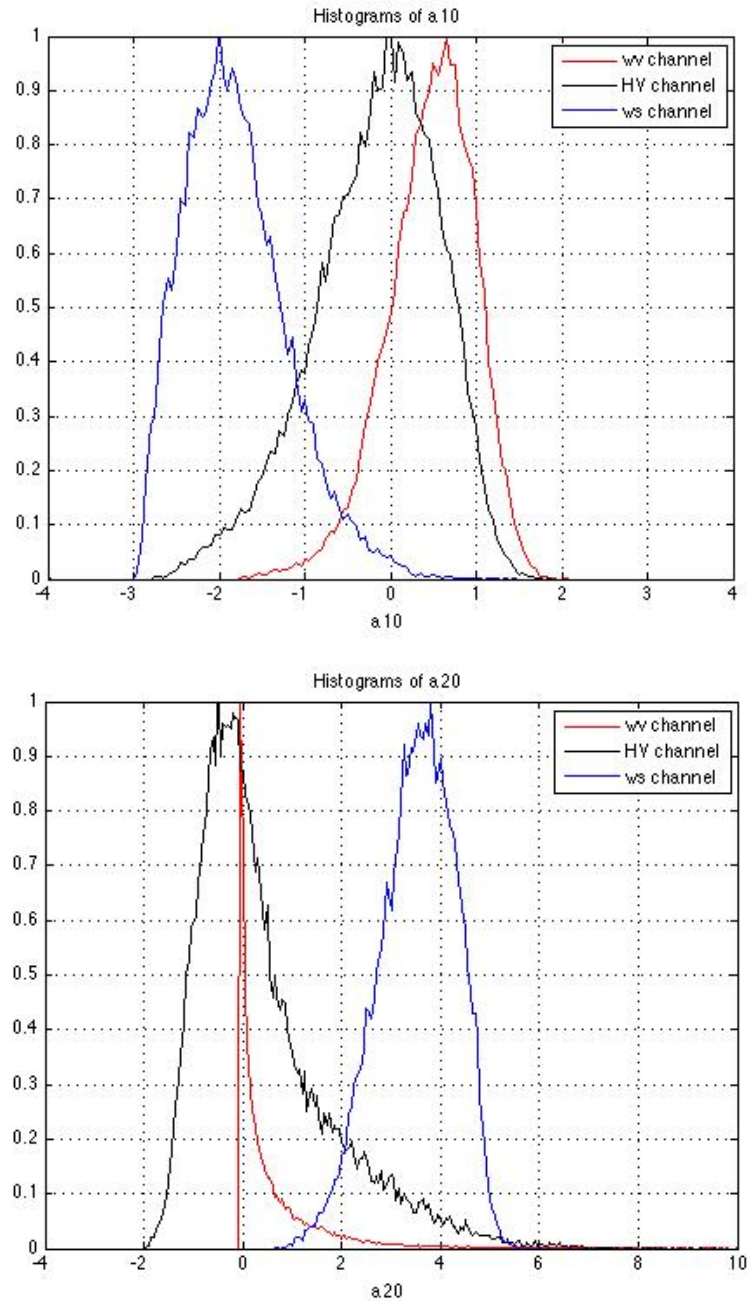 Histograms of a10
1
0.9
0.8
0.7
0.6
0.5
0.4
0.3
0.2
0.1
0
wv channel
HV channel
ws channel
-4 -3 -2 -1 0 1 2 3 4
a10
Histograms of a20
1
0.9
0.8
0.7
0.6
0.5
0.4
0.3
0.2
0.1
0
wv channel
HV channel
ws channel
-4 -2 0 2 4 6 8 10
a20